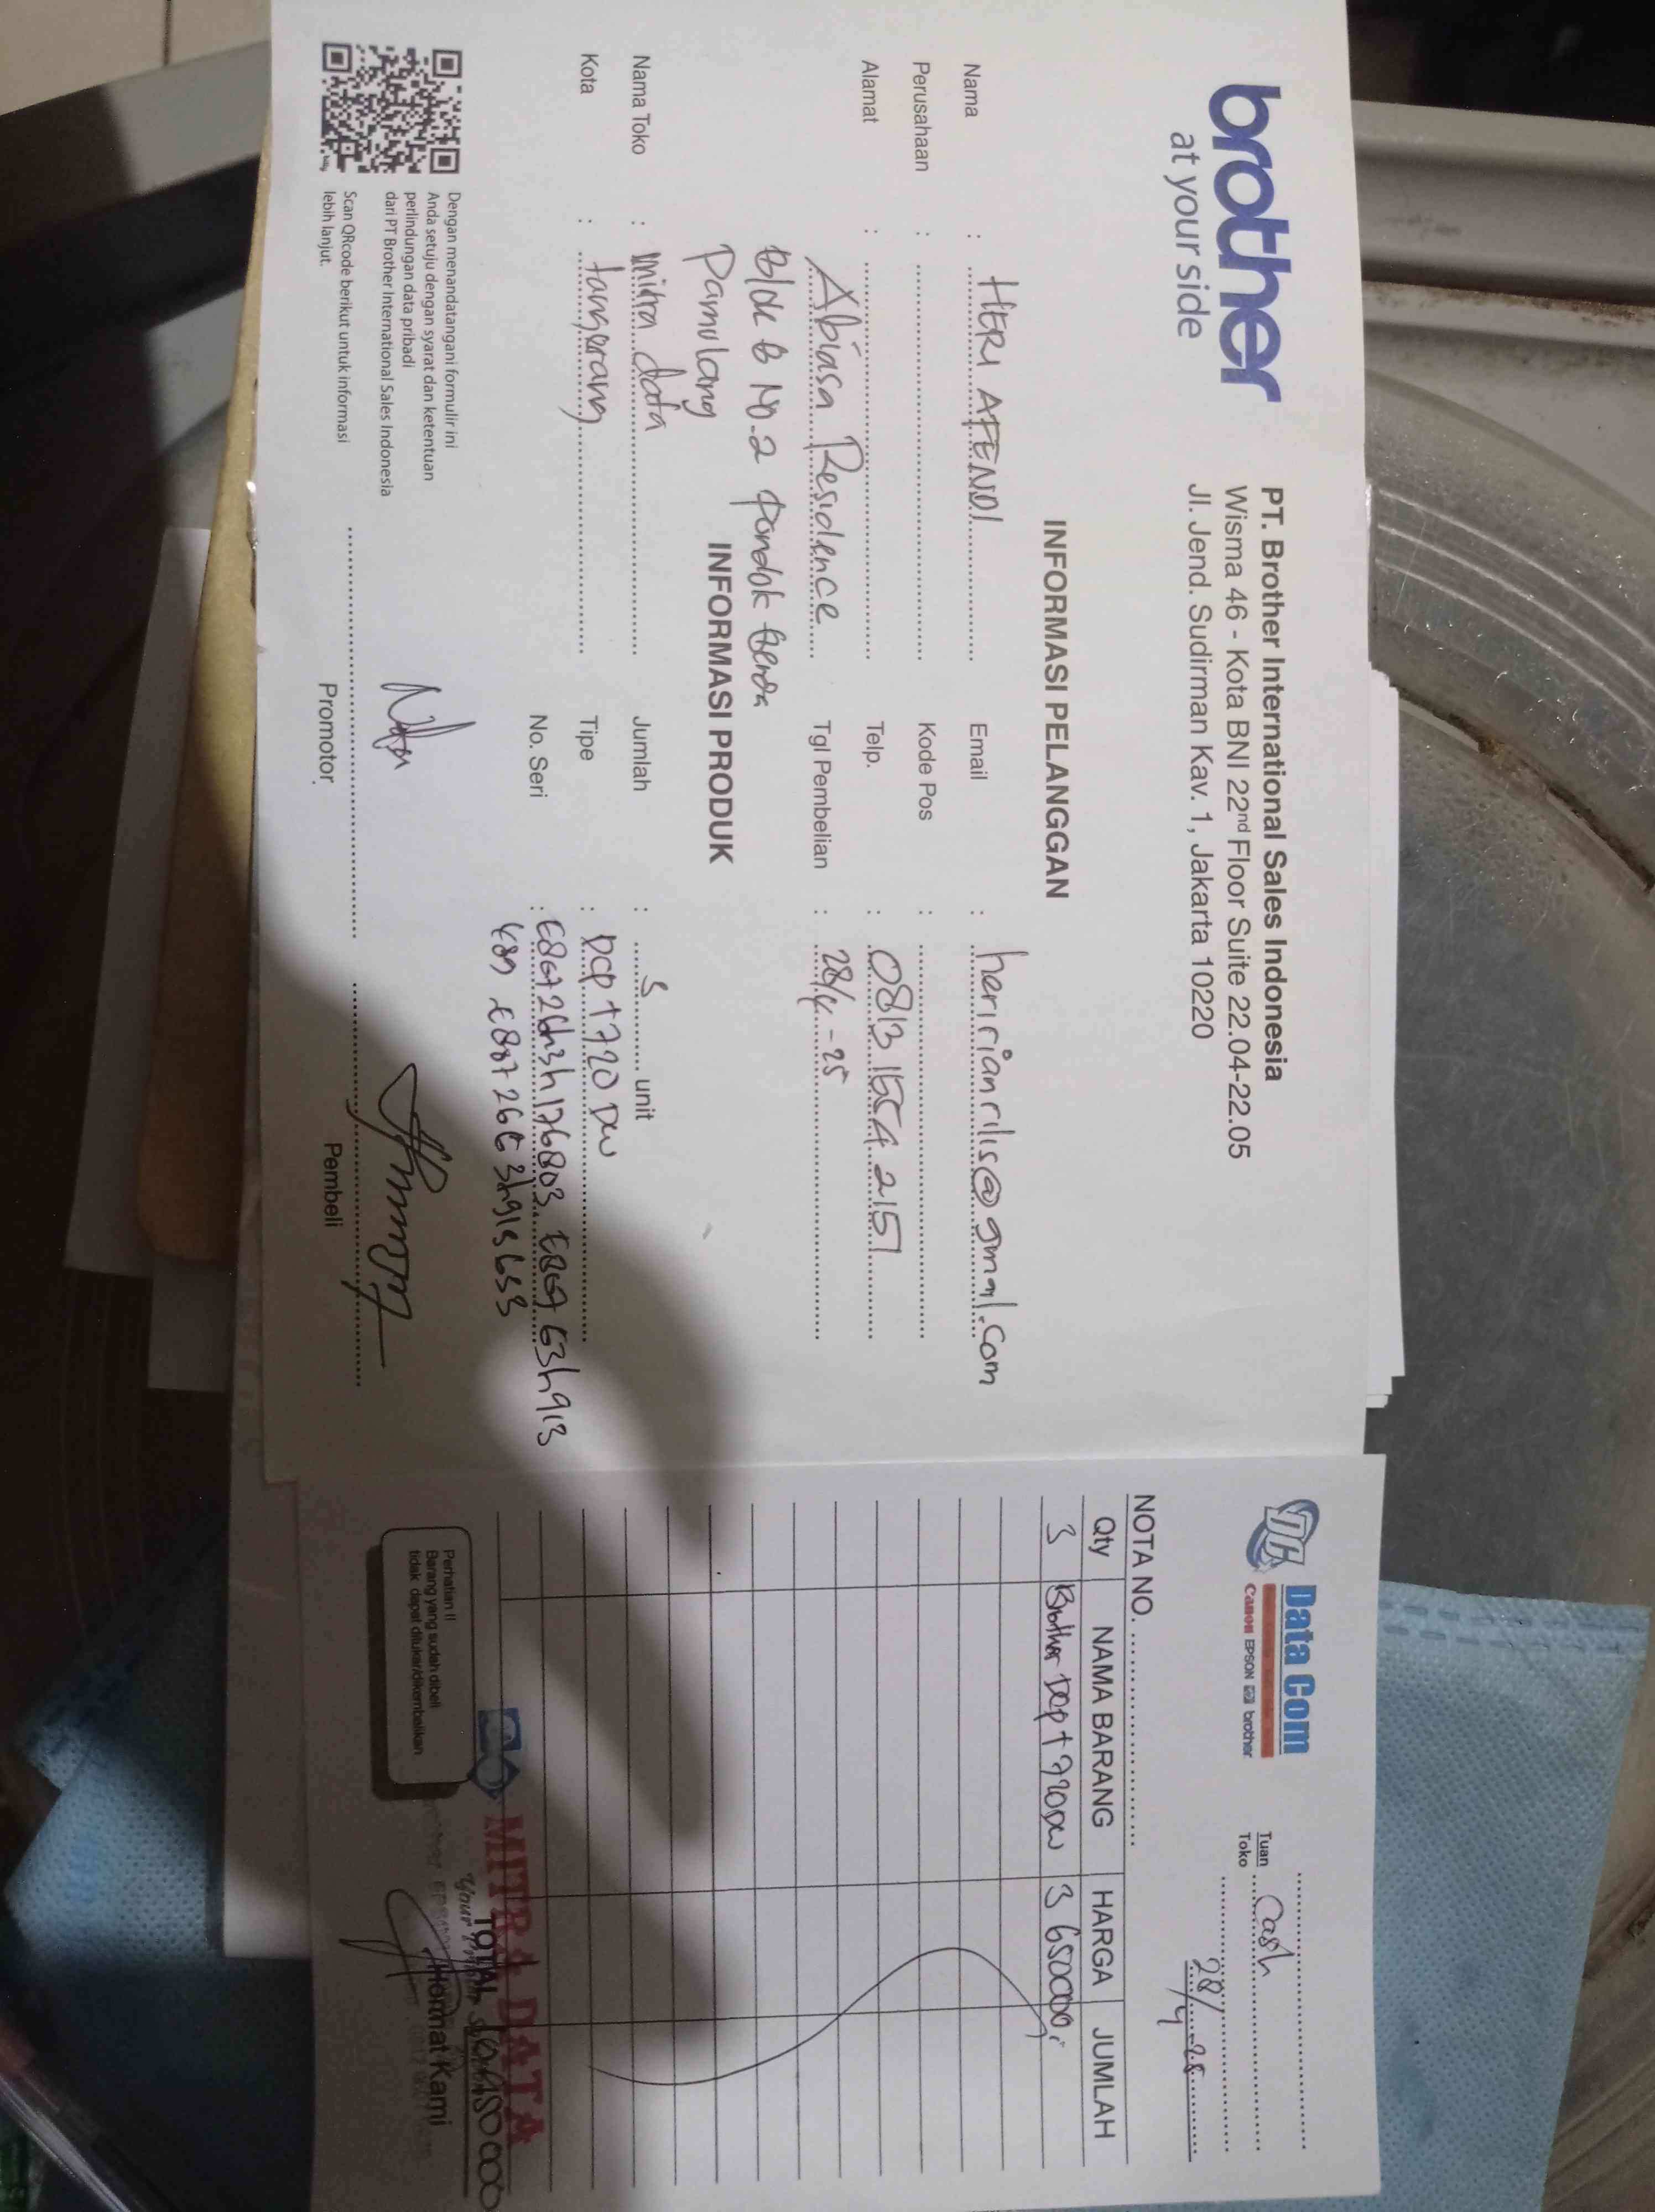 brother
at your side
PT. Brother International Sales Indonesia
Wisma 46 - Kota BNI 22nd Floor Suite 22.04-22.05
Jl. Jend. Sudirman Kav. 1, Jakarta 10220
INFORMASI PELANGGAN
Nama : HERI AFENDI
Email : heririanrilis@gmail.com
Perusahaan :
Kode Pos :
Alamat :
Telp. : 0813 2151
Abiasa Residence
Tgl Pembelian : 28/4-25
Blok B No.2 Pondok Benda
Pamulang
INFORMASI PRODUK
Nama Toko : mitra data
Jumlah : unit
Kota : tangerang
Tipe : DCP t720 DW
No. Seri :
Dengan menandatangani formulir ini
Anda setuju dengan syarat dan ketentuan
perlindungan data pribadi
dari PT Brother International Sales Indonesia
Scan QRcode berikut untuk informasi
lebih lanjut.
Promotor
Pembeli
Data Com
Canon EPSON brother
Tuan Cash
Toko
28/4-25
NOTA NO.
Qty NAMA BARANG HARGA JUMLAH
3 Brother Dcp t 720DW 3 650000,-
MITRA DATA
TOTAL
Perhatian !!
Barang yang sudah dibeli
tidak dapat ditukar/dikembalikan
Hormat Kami